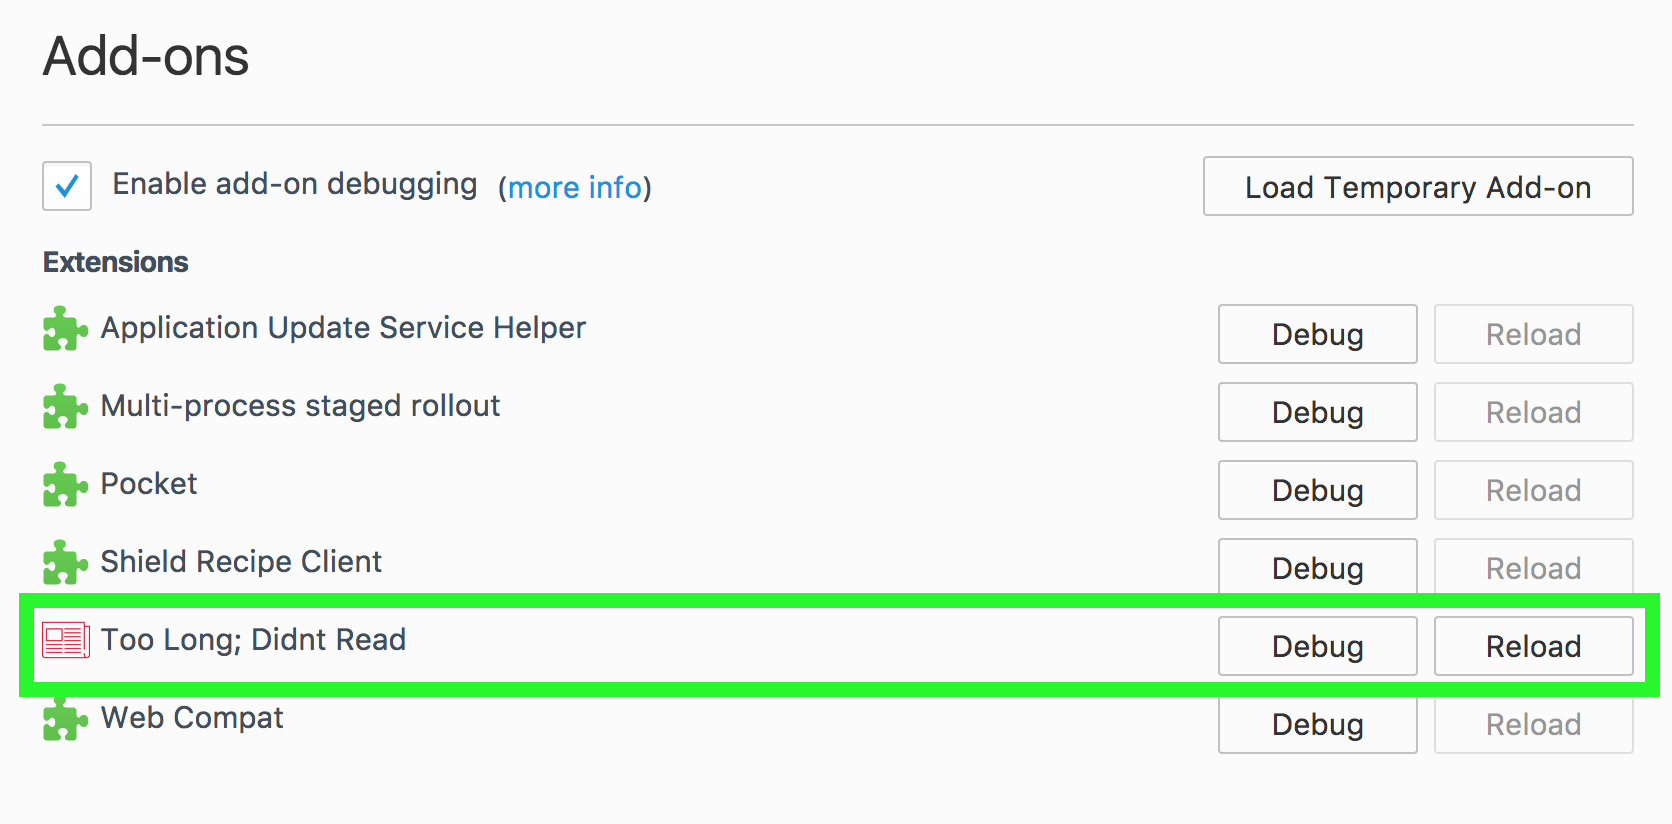 Add-ons
Enable add-on debugging (more info) Load Temporary Add-on
Extensions
Application Update Service Helper Debug Reload
Multi-process staged rollout Debug Reload
Pocket Debug Reload
Shield Recipe Client Debug Reload
Too Long; Didnt Read Debug Reload
Web Compat Debug Reload